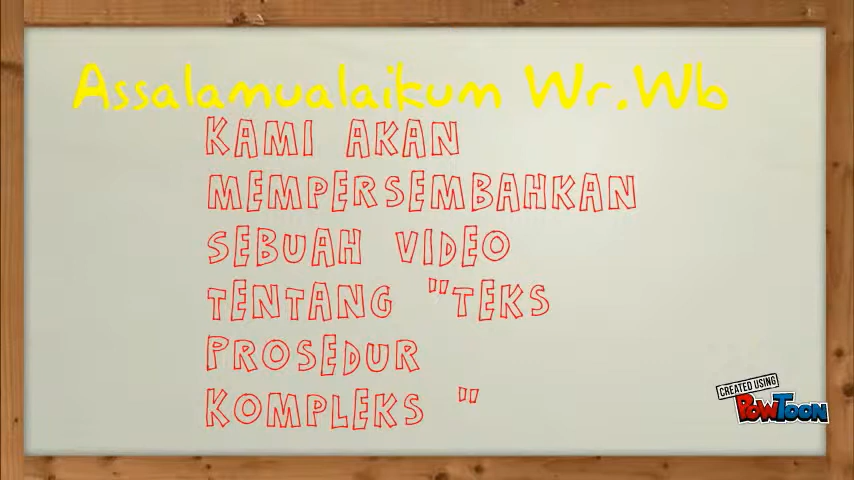 Assalamualaikum Wr.Wb
KAMI AKAN
MEMPERSEMBAHKAN
SEBUAH VIDEO
TENTANG "TEKS
PROSEDUR
KOMPLEKS "
CREATED USING
POWTOON